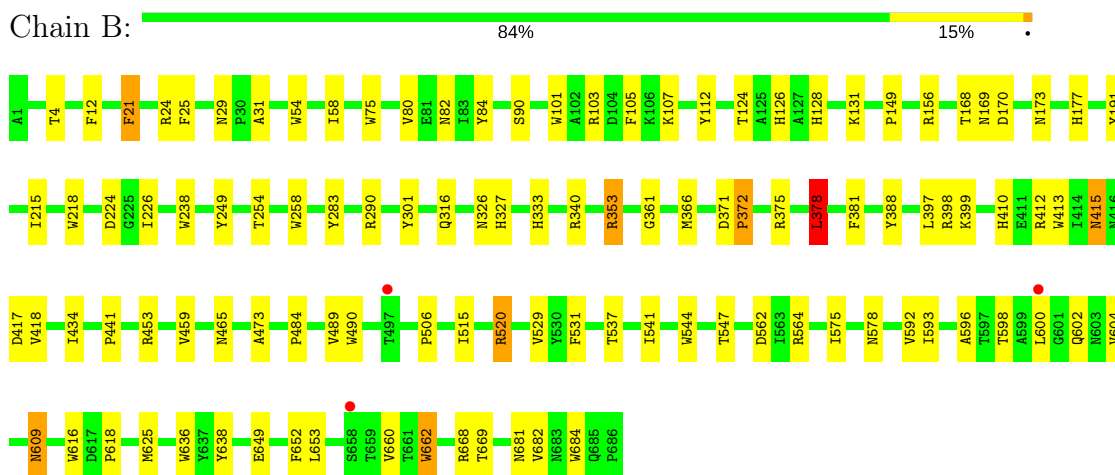 Chain B:
84% 15% •
A1 T4 F12 F21 R24 F25 N29 P30 A31 W54 I58 W75 V80 E81 N82 I83 Y84 S90 W101 A102 R103 D104 F105 K106 K107 Y112 T124 A125 H126 A127 H128 K131 P149 R156 T168 N169 D170 N173 H177 Y191
I215 W218 D224 G225 I226 W238 Y249 T254 W258 Y283 R290 Y301 Q316 N326 H327 H333 R340 R353 G361 M366 D371 P372 R375 L378 F381 Y388 L397 R398 K399 H410 E411 R412 W413 I414 N415 N416
D417 V418 I434 P441 R453 V459 N465 A473 P484 V489 W490 T497 P506 I515 R520 V529 Y530 F531 T537 I541 W544 T547 D562 I563 R564 I575 N578 V592 I593 A596 T597 T598 A599 L600 G601 Q602 N603 V604
N609 W616 D617 P618 M625 W636 Y637 Y638 E649 F652 L653 S658 T659 V660 T661 W662 R668 T669 N681 V682 N683 W684 Q685 P686